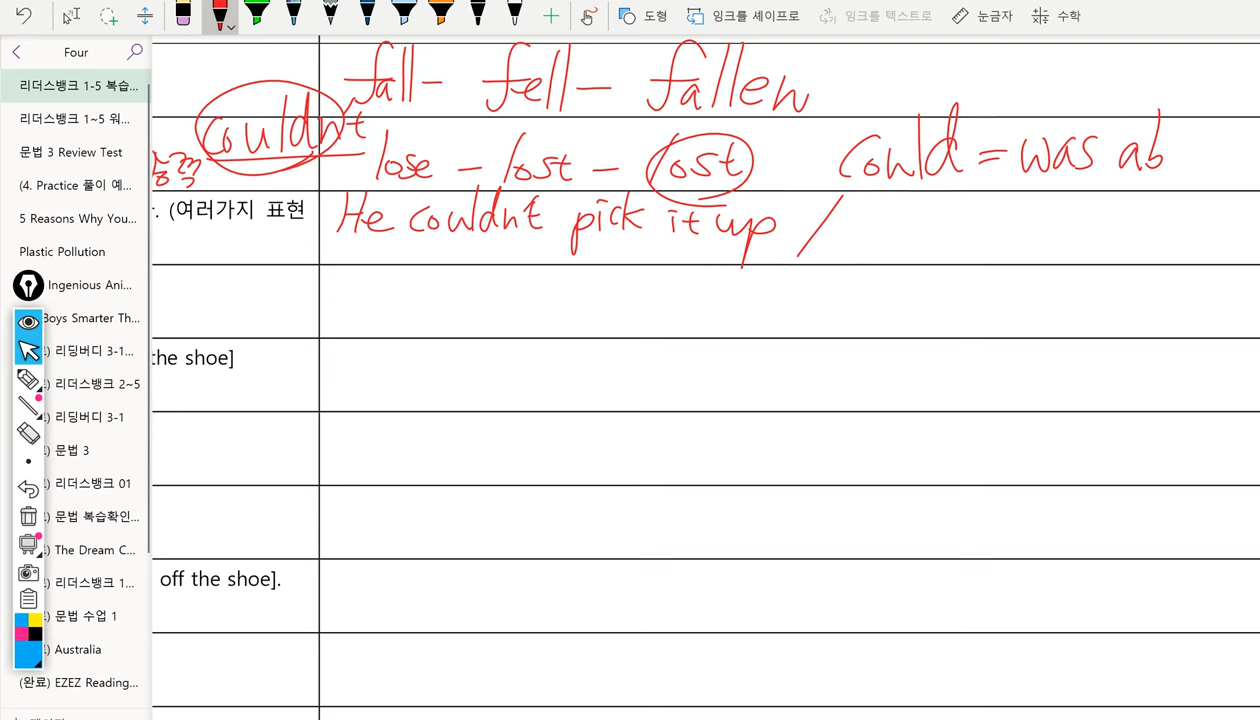 도형
잉크를 셰이프로
잉크를 텍스트로
눈금자
수학
Four
리더스뱅크 1-5 복습...
리더스뱅크 1~5 워...
문법 3 Review Test
(4. Practice 풀이 예...
5 Reasons Why You...
Plastic Pollution
Ingenious Ani...
Boys Smarter Th...
) 리딩버디 3-1...
) 리더스뱅크 2~5
) 리딩버디 3-1
) 문법 3
) 리더스뱅크 01
) 문법 복습확인...
) The Dream C...
) 리더스뱅크 1...
) 문법 수업 1
) Australia
(완료) EZEZ Reading...
fall - fell - fallen
couldn't
lose - lost - lost
could = was ab
. (여러가지 표현
He couldn't pick it up /
the shoe]
off the shoe].